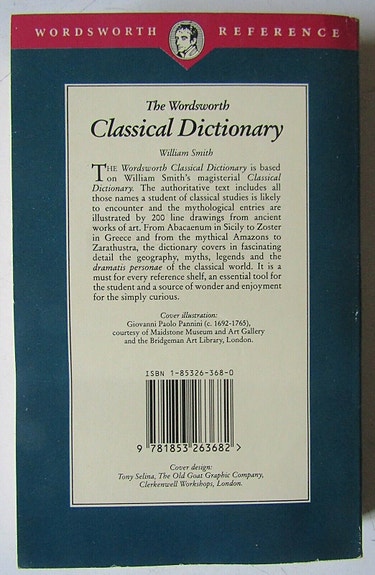 WORDSWORTH REFERENCE
The Wordsworth
Classical Dictionary
William Smith
THE Wordsworth Classical Dictionary is based
on William Smith's magisterial Classical
Dictionary. The authoritative text includes all
those names a student of classical studies is likely
to encounter and the mythological entries are
illustrated by 200 line drawings from ancient
works of art. From Abacaenum in Sicily to Zoster
in Greece and from the mythical Amazons to
Zarathustra, the dictionary covers in fascinating
detail the geography, myths, legends and the
dramatis personae of the classical world. It is a
must for every reference shelf, an essential tool for
the student and a source of wonder and enjoyment
for the simply curious.
Cover illustration:
Giovanni Paolo Pannini (c. 1692-1765),
courtesy of Maidstone Museum and Art Gallery
and the Bridgeman Art Library, London.
ISBN 1-85326-368-0
9 781853 263682 >
Cover design:
Tony Selina, The Old Goat Graphic Company,
Clerkenwell Workshops, London.